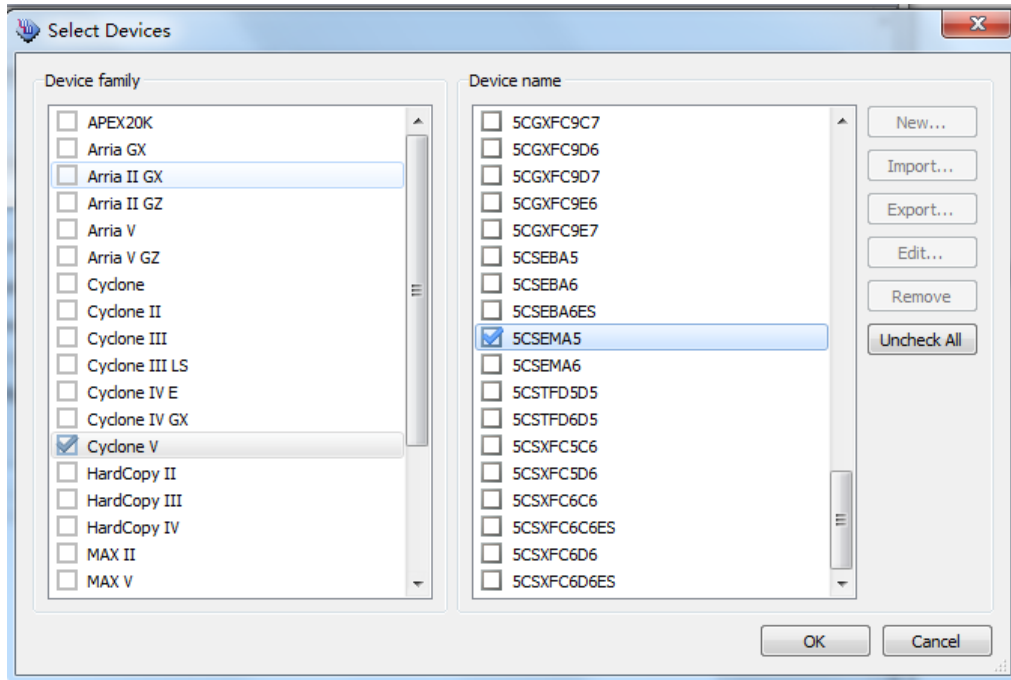 Select Devices
Device family
APEX20K
Arria GX
Arria II GX
Arria II GZ
Arria V
Arria V GZ
Cyclone
Cyclone II
Cyclone III
Cyclone III LS
Cyclone IV E
Cyclone IV GX
Cyclone V
HardCopy II
HardCopy III
HardCopy IV
MAX II
MAX V
Device name
5CGXFC9C7
5CGXFC9D6
5CGXFC9D7
5CGXFC9E6
5CGXFC9E7
5CSEBA5
5CSEBA6
5CSEBA6ES
5CSEMA5
5CSEMA6
5CSTFD5D5
5CSTFD6D5
5CSXFC5C6
5CSXFC5D6
5CSXFC6C6
5CSXFC6C6ES
5CSXFC6D6
5CSXFC6D6ES
New...
Import...
Export...
Edit...
Remove
Uncheck All
OK
Cancel